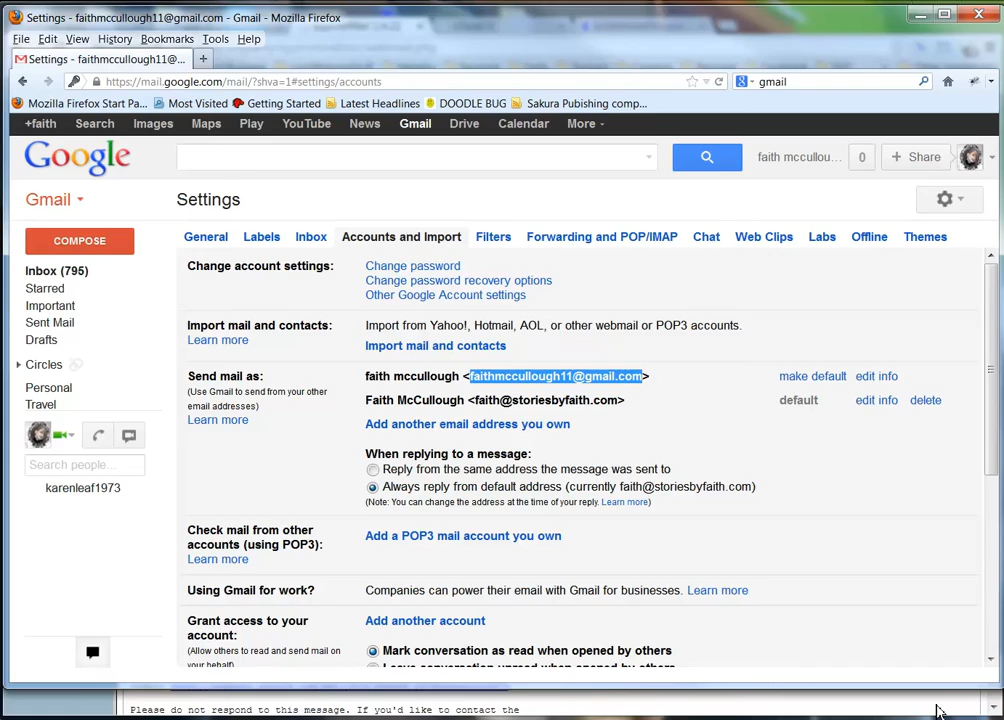 Settings - faithmccullough11@gmail.com - Gmail - Mozilla Firefox
File Edit View History Bookmarks Tools Help
Settings - faithmccullough11@gmail.co...
https://mail.google.com/mail/?shva=1#settings/accounts
gmail
Mozilla Firefox Start Pa... Most Visited Getting Started Latest Headlines DOODLE BUG Sakura Pubishing comp...
+faith Search Images Maps Play YouTube News Gmail Drive Calendar More
Google
faith mccullou... 0 + Share
Gmail
Settings
COMPOSE
General Labels Inbox Accounts and Import Filters Forwarding and POP/IMAP Chat Web Clips Labs Offline Themes
Inbox (795)
Starred
Important
Sent Mail
Drafts
Circles
Personal
Travel
Search people...
karenleaf1973
Change account settings:
Change password
Change password recovery options
Other Google Account settings
Import mail and contacts:
Learn more
Import from Yahoo!, Hotmail, AOL, or other webmail or POP3 accounts.
Import mail and contacts
Send mail as:
(Use Gmail to send from your other
email addresses)
Learn more
faith mccullough <faithmccullough11@gmail.com> make default edit info
Faith McCullough <faith@storiesbyfaith.com> default edit info delete
Add another email address you own
When replying to a message:
Reply from the same address the message was sent to
Always reply from default address (currently faith@storiesbyfaith.com)
(Note: You can change the address at the time of your reply. Learn more)
Check mail from other
accounts (using POP3):
Learn more
Add a POP3 mail account you own
Using Gmail for work?
Companies can power their email with Gmail for businesses. Learn more
Grant access to your
account:
(Allow others to read and send mail on
your behalf)
Add another account
Mark conversation as read when opened by others
Leave conversation unread when opened by others
Please do not respond to this message. If you'd like to contact the